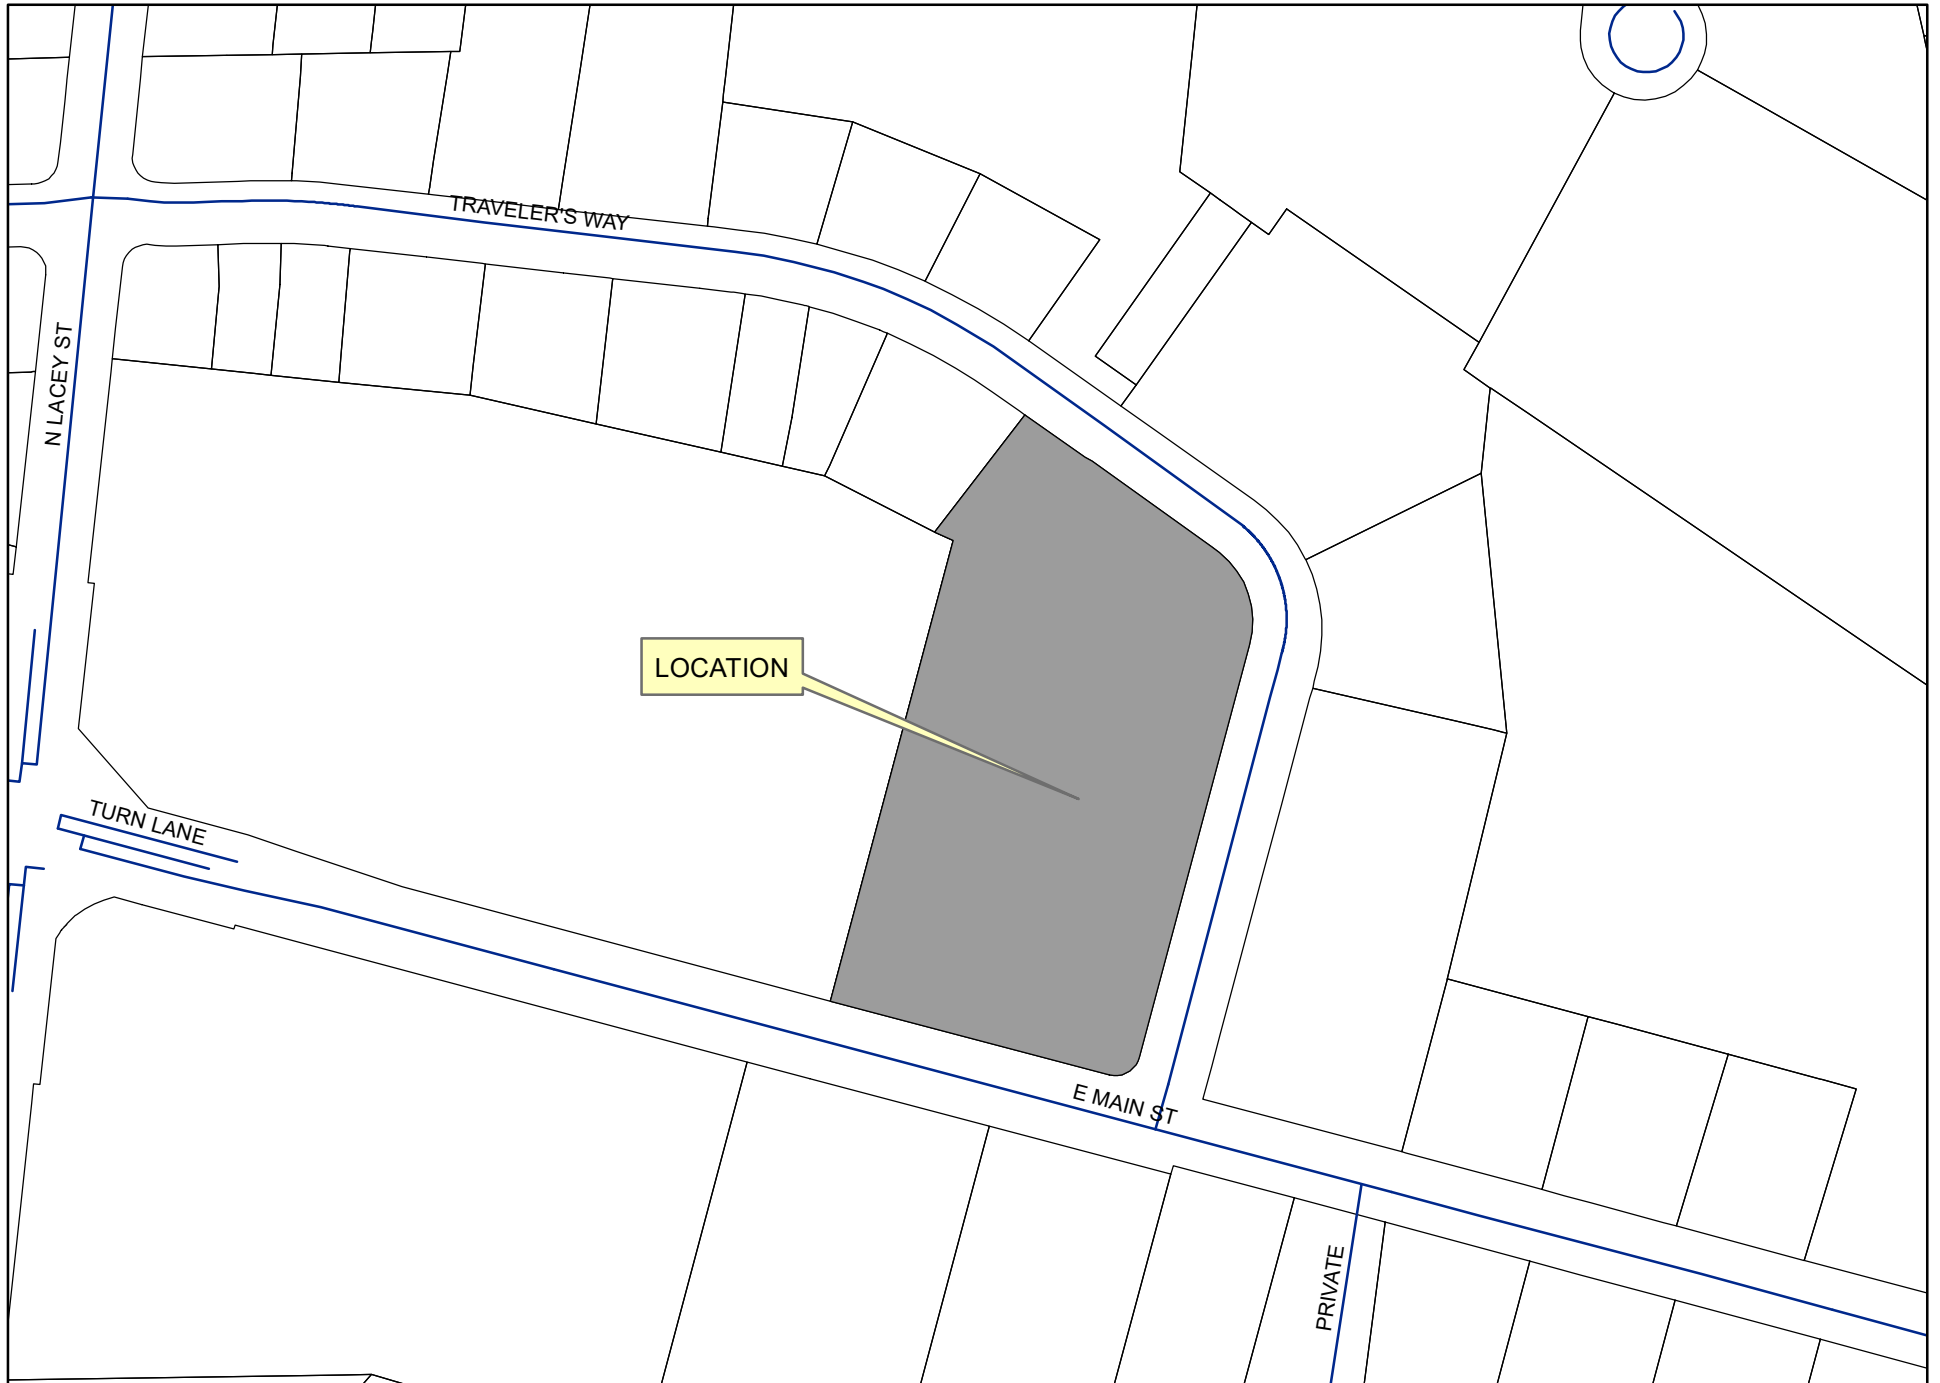 TRAVELER'S WAY
N LACEY ST
LOCATION
TURN LANE
E MAIN ST
PRIVATE